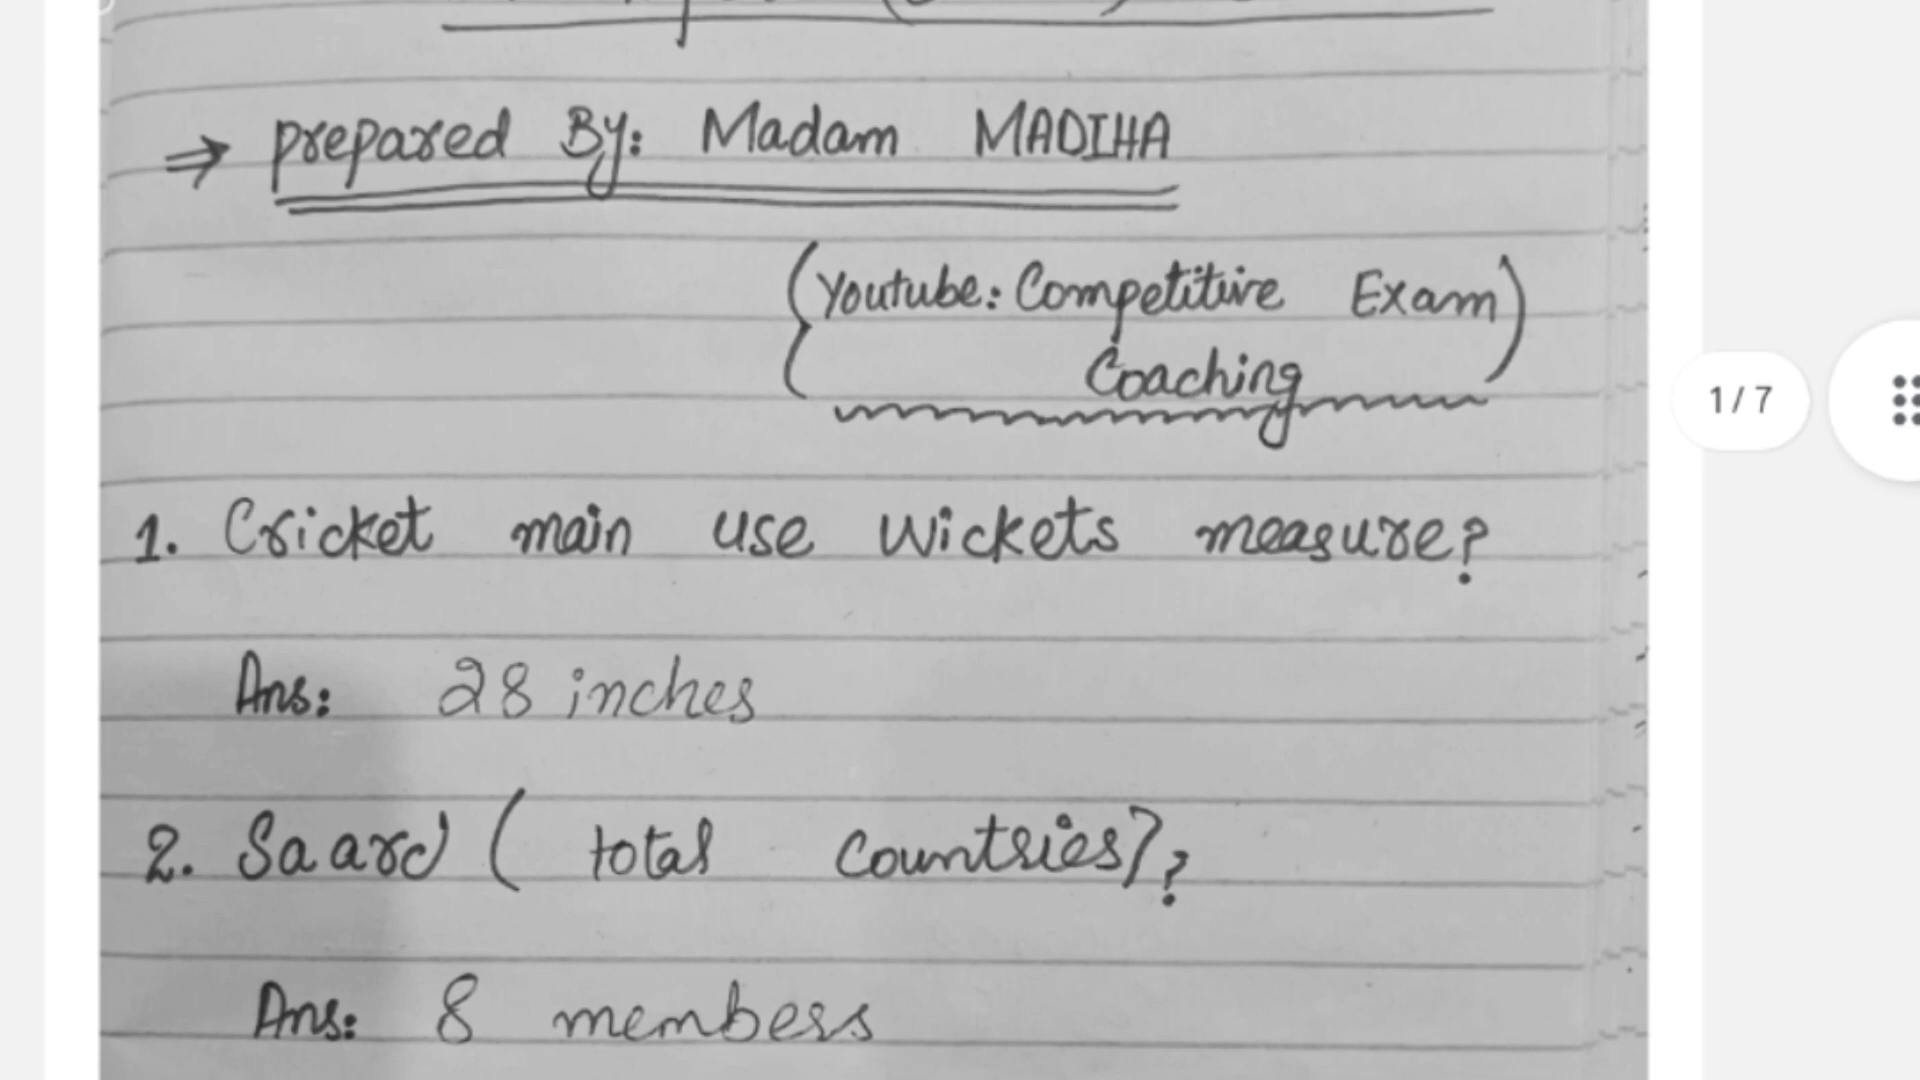 ⇒ prepared By: Madam MADIHA
{Youtube: Competitive Exam)
Coaching
1 / 7
1. Cricket main use Wickets measure?
Ans: 28 inches
2. Saarc (total countries)?
Ans: 8 members